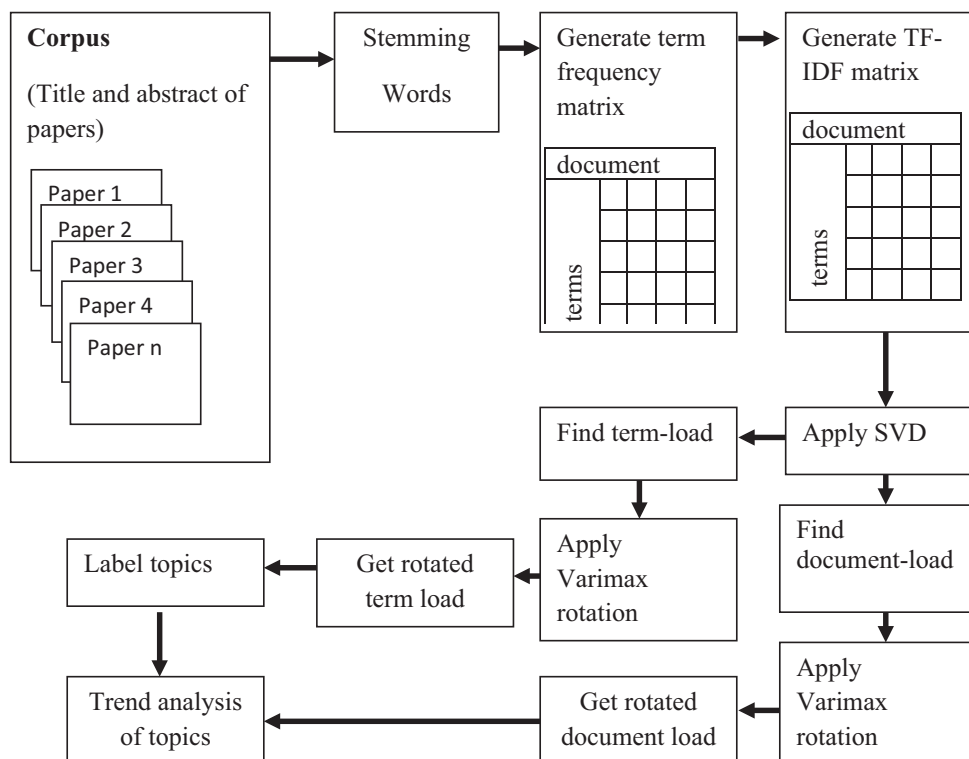 Corpus
(Title and abstract of
papers)
Paper 1
Paper 2
Paper 3
Paper 4
Paper n
Stemming
Words
Generate term
frequency
matrix
document
terms
Generate TF-
IDF matrix
document
terms
Apply SVD
Find term-load
Find
document-load
Apply
Varimax
rotation
Get rotated
term load
Label topics
Apply
Varimax
rotation
Get rotated
document load
Trend analysis
of topics